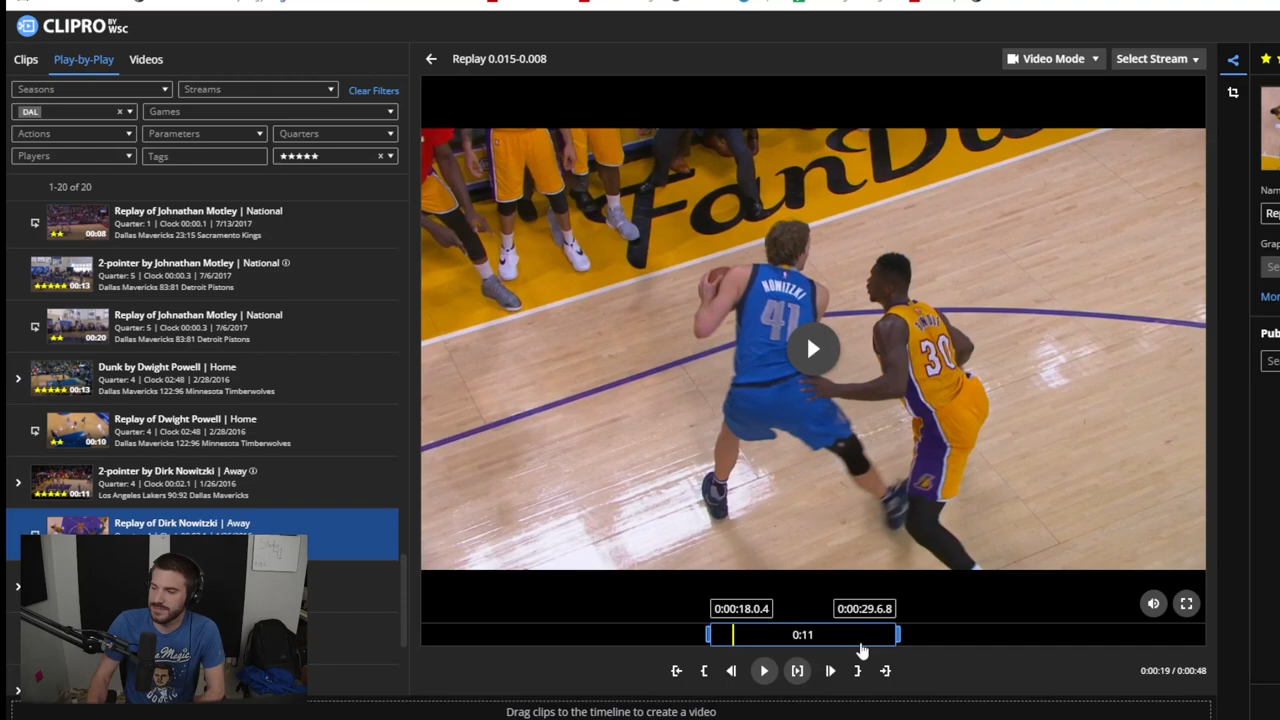 CLIPRO BY WSC
Clips Play-by-Play Videos
Seasons Streams Clear Filters
DAL × Games
Actions Parameters Quarters
Players Tags ★★★★★ ×
1-20 of 20
Replay of Johnathan Motley | National
Quarter: 1 | Clock 00:00.1 | 7/13/2017
Dallas Mavericks 23:15 Sacramento Kings
00:08
2-pointer by Johnathan Motley | National
Quarter: 5 | Clock 00:00.3 | 7/6/2017
Dallas Mavericks 83:81 Detroit Pistons
00:13
Replay of Johnathan Motley | National
Quarter: 5 | Clock 00:00.3 | 7/6/2017
Dallas Mavericks 83:81 Detroit Pistons
00:20
Dunk by Dwight Powell | Home
Quarter: 4 | Clock 02:48 | 2/28/2016
Dallas Mavericks 122:96 Minnesota Timberwolves
00:13
Replay of Dwight Powell | Home
Quarter: 4 | Clock 02:48 | 2/28/2016
Dallas Mavericks 122:96 Minnesota Timberwolves
00:10
2-pointer by Dirk Nowitzki | Away
Quarter: 4 | Clock 00:02.1 | 1/26/2016
Los Angeles Lakers 90:92 Dallas Mavericks
00:11
Replay of Dirk Nowitzki | Away
Magic
Replay 0.015-0.008
Video Mode Select Stream
FanDu
NOWITZKI
41
30
L
0:00:18.0.4 0:00:29.6.8
0:11
0:00:19 / 0:00:48
Drag clips to the timeline to create a video
Nam
Rep
Grap
Se
Mor
Pub
Se